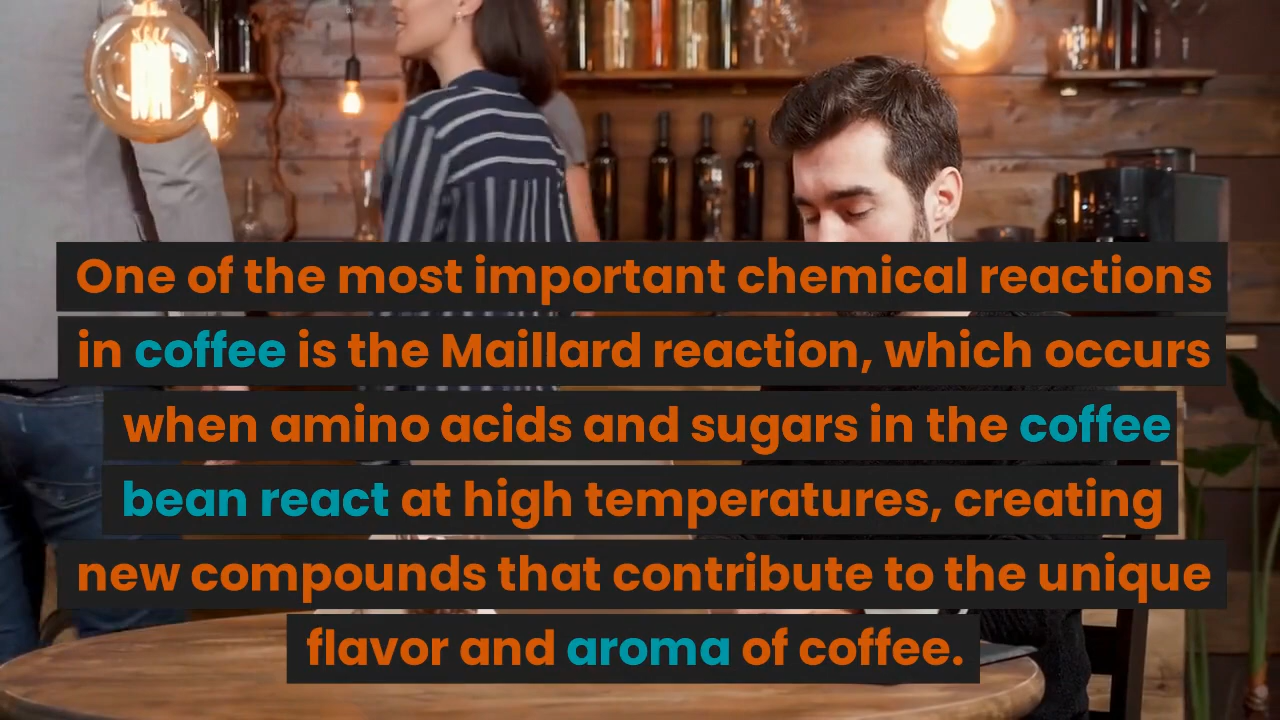 One of the most important chemical reactions
in coffee is the Maillard reaction, which occurs
when amino acids and sugars in the coffee
bean react at high temperatures, creating
new compounds that contribute to the unique
flavor and aroma of coffee.